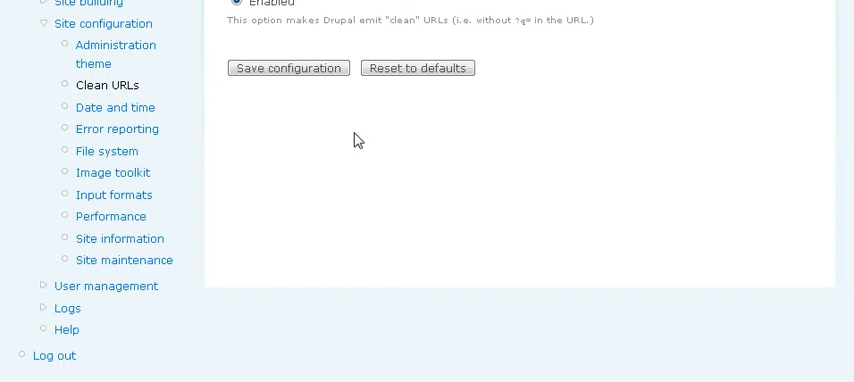 Site building
Enabled
Site configuration
This option makes Drupal emit "clean" URLs (i.e. without ?q= in the URL.)
Administration
theme
Save configuration
Reset to defaults
Clean URLs
Date and time
Error reporting
File system
Image toolkit
Input formats
Performance
Site information
Site maintenance
User management
Logs
Help
Log out